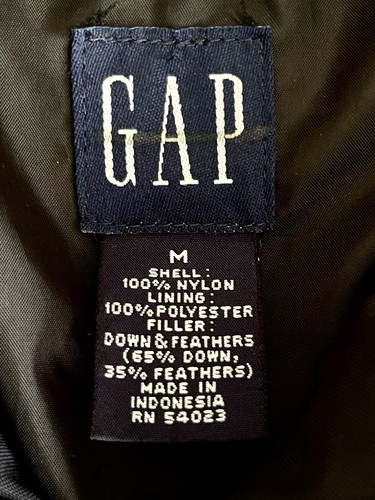 GAP
M
SHELL:
100% NYLON
LINING:
100% POLYESTER
FILLER:
DOWN & FEATHERS
(65% DOWN,
35% FEATHERS)
MADE IN
INDONESIA
RN 54023